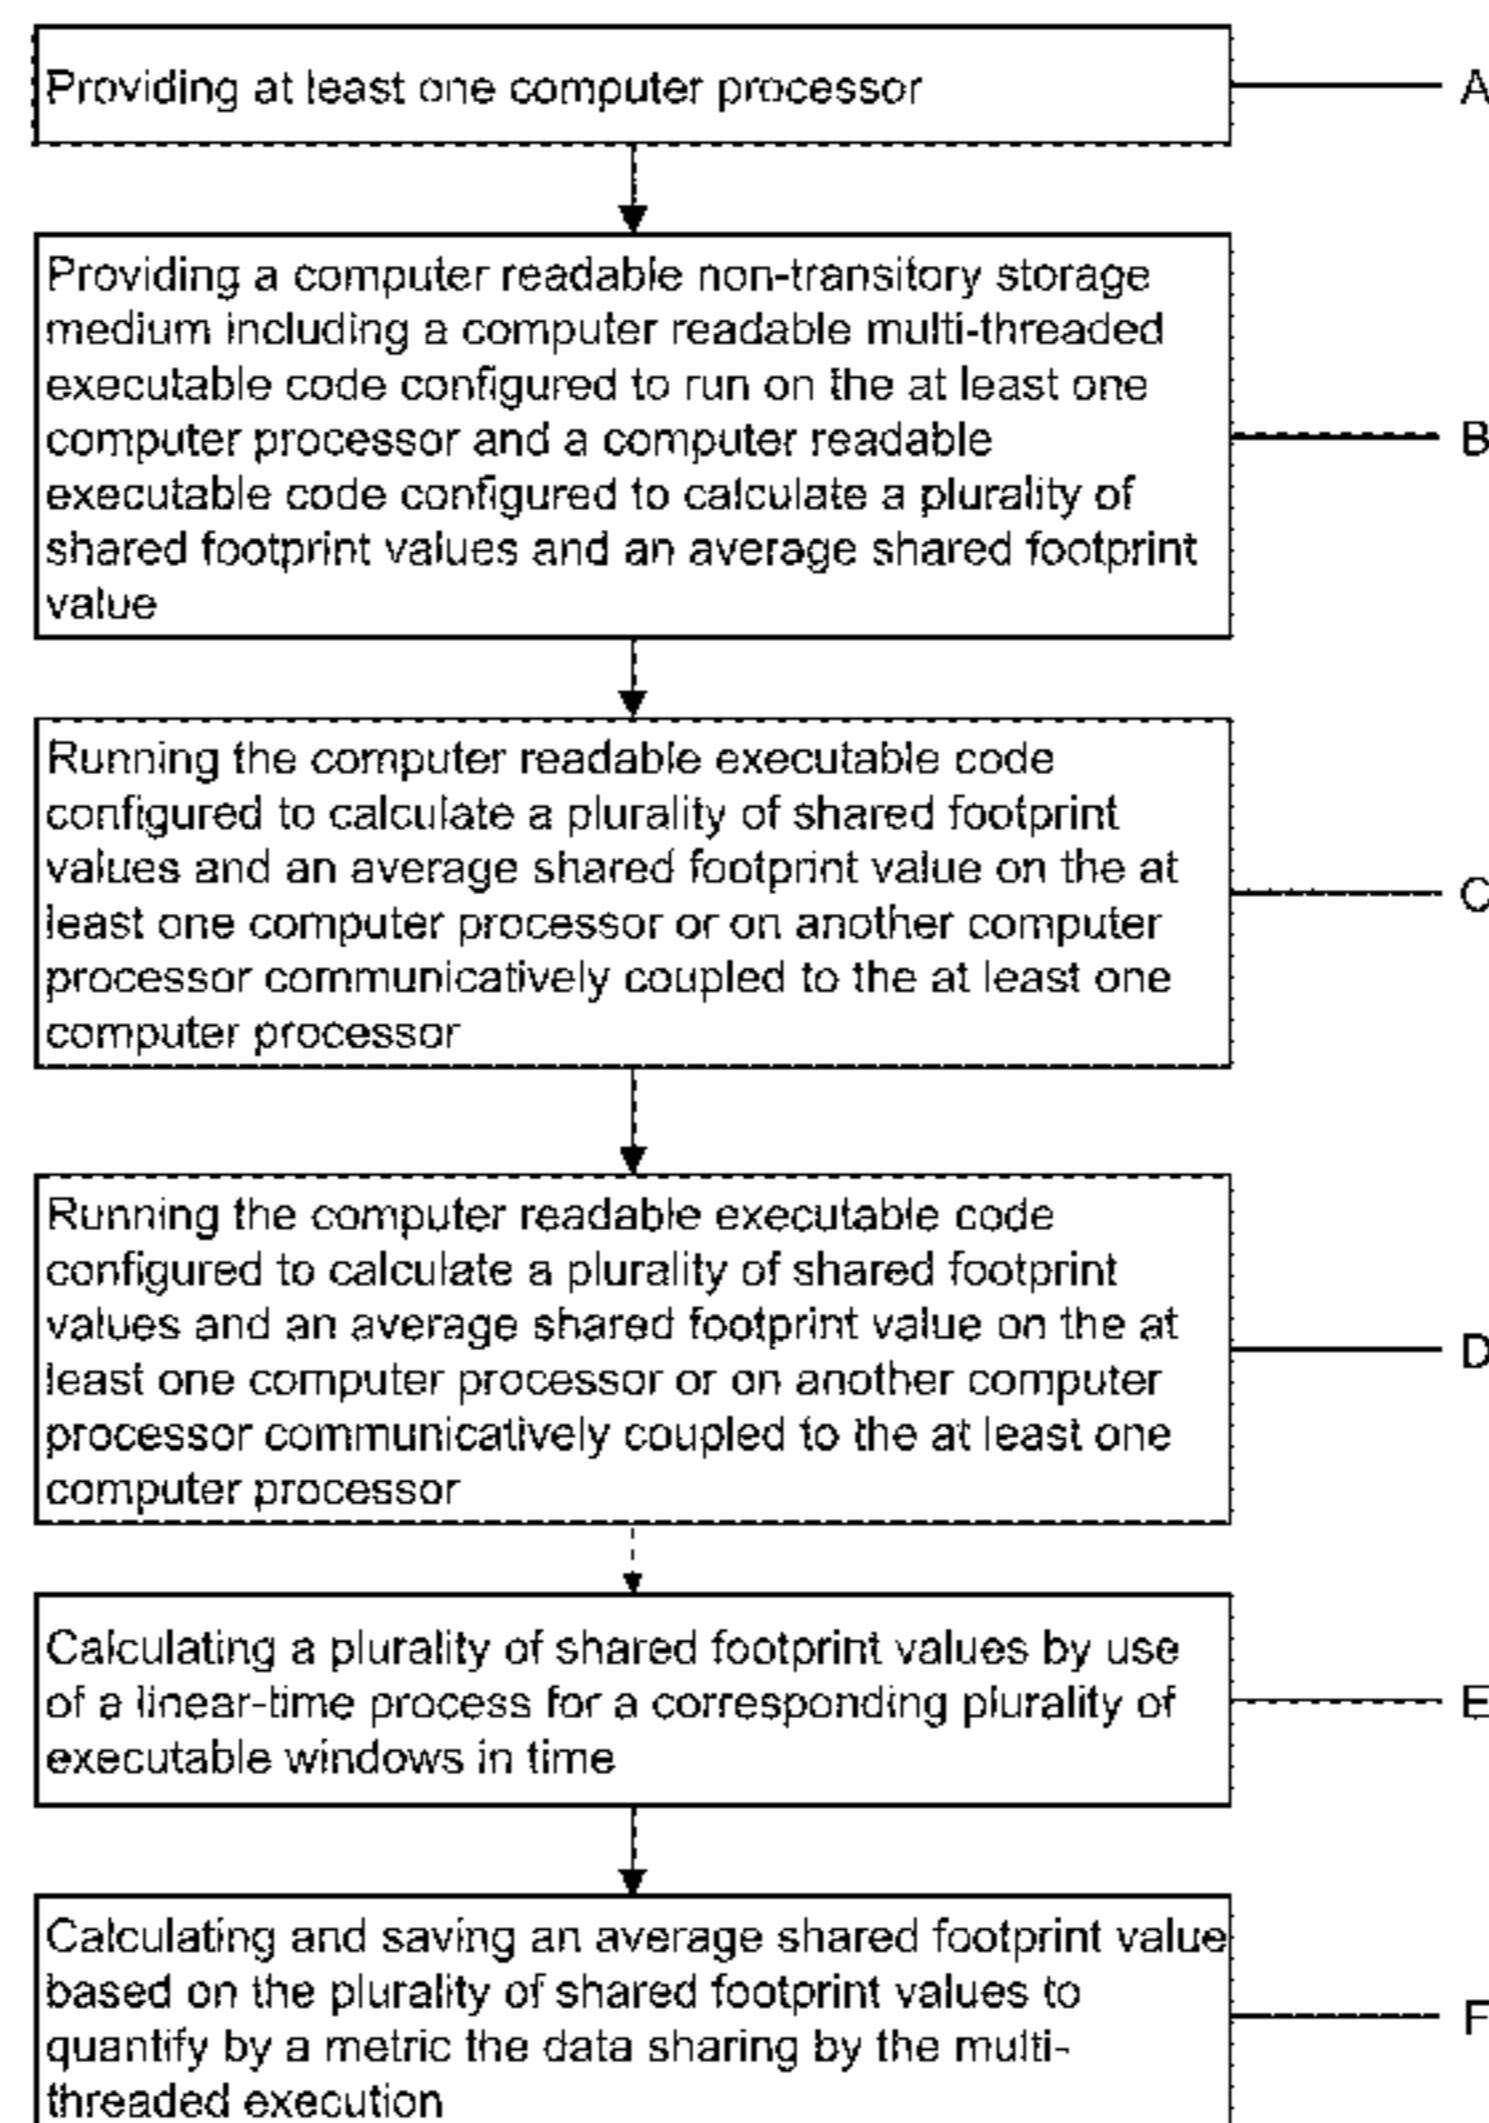 Providing at least one computer processor
A
Providing a computer readable non-transitory storage
medium including a computer readable multi-threaded
executable code configured to run on the at least one
computer processor and a computer readable
executable code configured to calculate a plurality of
shared footprint values and an average shared footprint
value
B
Running the computer readable executable code
configured to calculate a plurality of shared footprint
values and an average shared footprint value on the at
least one computer processor or on another computer
processor communicatively coupled to the at least one
computer processor
C
Running the computer readable executable code
configured to calculate a plurality of shared footprint
values and an average shared footprint value on the at
least one computer processor or on another computer
processor communicatively coupled to the at least one
computer processor
D
Calculating a plurality of shared footprint values by use
of a linear-time process for a corresponding plurality of
executable windows in time
E
Calculating and saving an average shared footprint value
based on the plurality of shared footprint values to
quantify by a metric the data sharing by the multi-
threaded execution
F